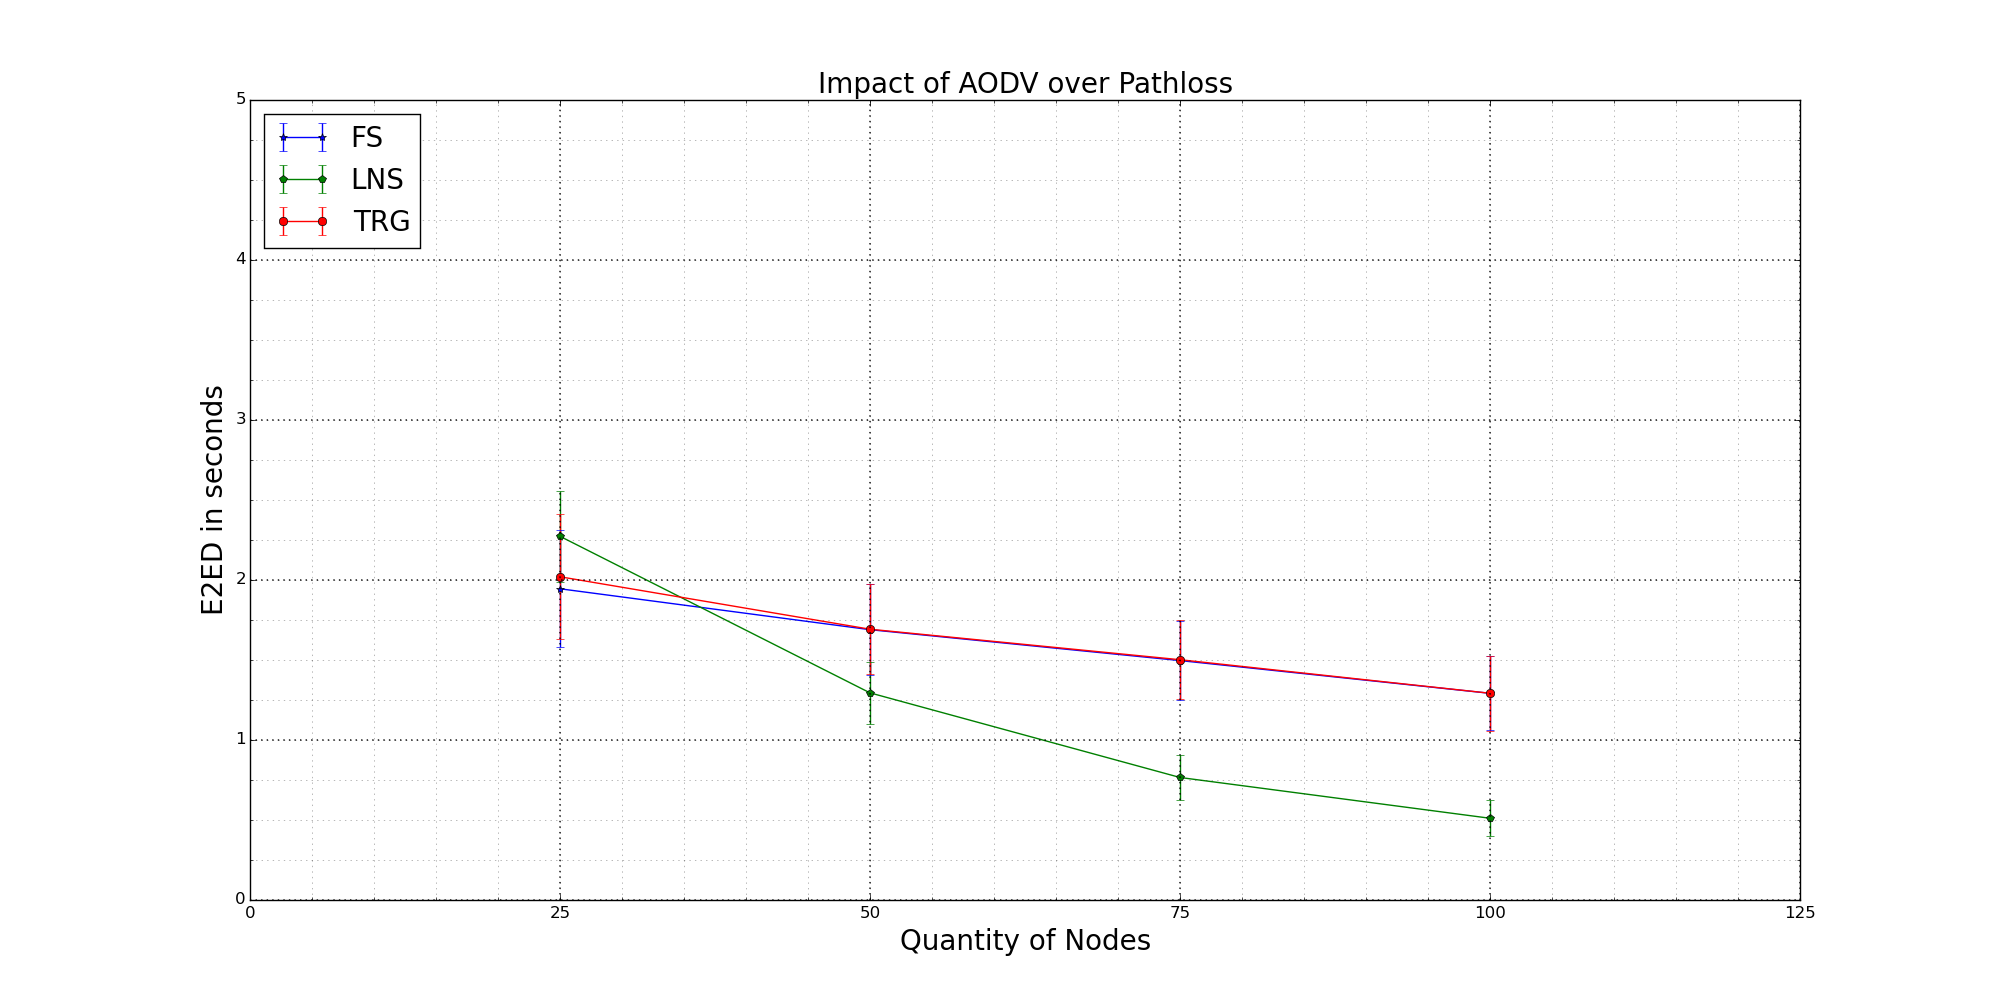 Impact of AODV over Pathloss
5
4
3
2
1
0
E2ED in seconds
FS
LNS
TRG
0 25 50 75 100 125
Quantity of Nodes